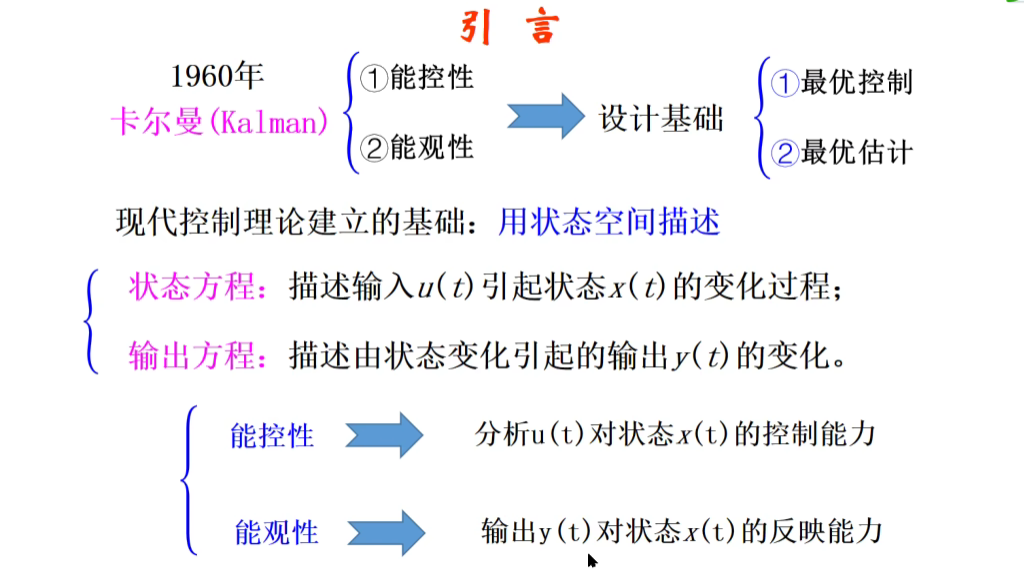 引 言
1960年
卡尔曼(Kalman)
①能控性
②能观性
设计基础
①最优控制
②最优估计
现代控制理论建立的基础：用状态空间描述
状态方程：描述输入u(t)引起状态x(t)的变化过程；
输出方程：描述由状态变化引起的输出y(t)的变化。
能控性 分析u(t)对状态x(t)的控制能力
能观性 输出y(t)对状态x(t)的反映能力